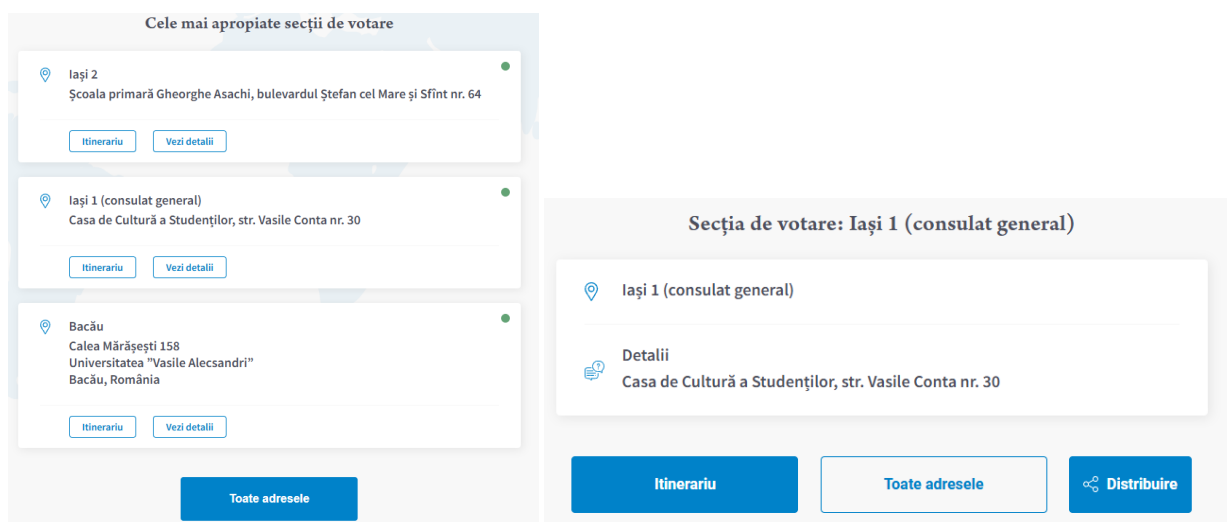 Cele mai apropiate secții de votare
Iași 2
Școala primară Gheorghe Asachi, bulevardul Ștefan cel Mare și Sfînt nr. 64
Itinerariu Vezi detalii
Iași 1 (consulat general)
Casa de Cultură a Studenților, str. Vasile Conta nr. 30
Itinerariu Vezi detalii
Bacău
Calea Mărășești 158
Universitatea ”Vasile Alecsandri”
Bacău, România
Itinerariu Vezi detalii
Toate adresele
Secția de votare: Iași 1 (consulat general)
Iași 1 (consulat general)
Detalii
Casa de Cultură a Studenților, str. Vasile Conta nr. 30
Itinerariu Toate adresele Distribuire